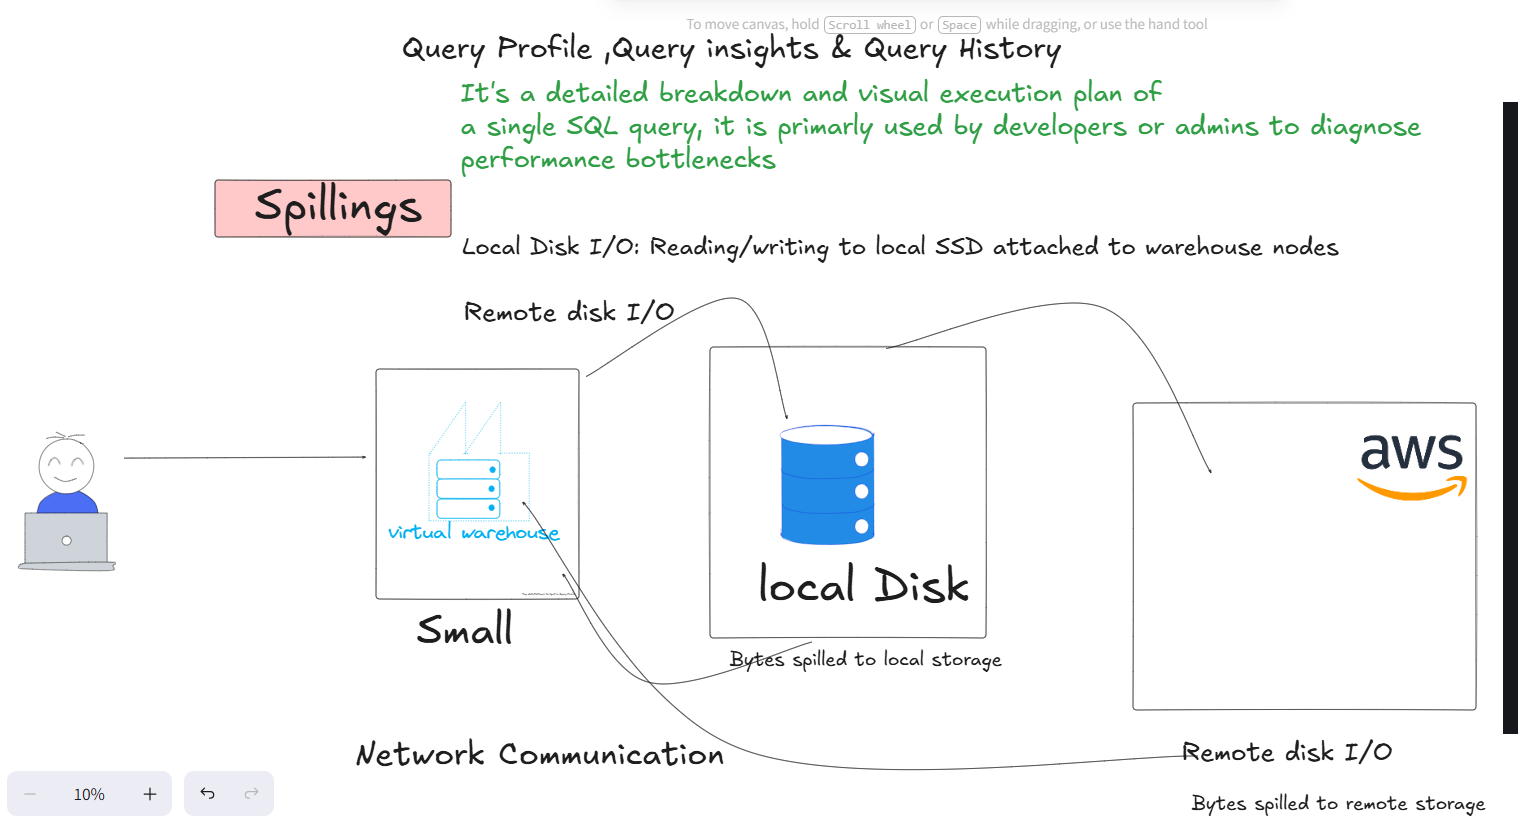 To move canvas, hold Scroll wheel or Space while dragging, or use the hand tool
Query Profile ,Query insights & Query History
It's a detailed breakdown and visual execution plan of
a single SQL query, it is primarly used by developers or admins to diagnose
performance bottlenecks
Spillings
Local Disk I/O: Reading/writing to local SSD attached to warehouse nodes
Remote disk I/O
aws
virtual warehouse
local Disk
Small
Bytes spilled to local storage
Network Communication
Remote disk I/O
10%
Bytes spilled to remote storage